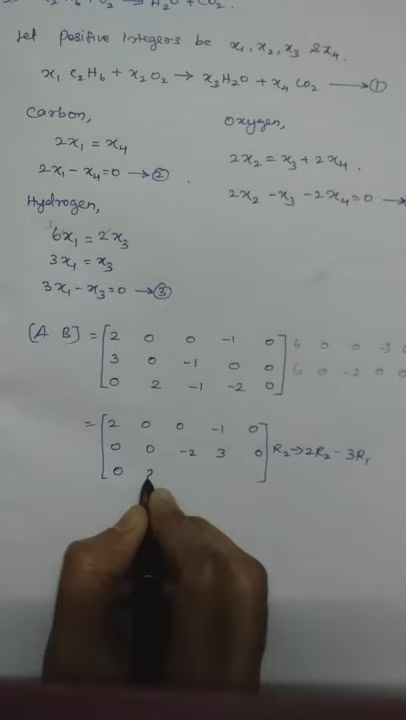 → H₂O + CO₂.
Let positive integers be x₁, x₂, x₃ & x₄.
x₁ C₂H₆ + x₂O₂ → x₃H₂O + x₄ CO₂ → ①
Carbon,
2x₁ = x₄
2x₁ - x₄ = 0 → ②
Oxygen,
2x₂ = x₃ + 2x₄.
2x₂ - x₃ - 2x₄ = 0 →
Hydrogen,
6x₁ = 2x₃
3x₁ = x₃
3x₁ - x₃ = 0 → ③
[A B] = [2 0 0 -1 0] 6 0 0 -3
3 0 -1 0 0 6 0 -2 0 0
0 2 -1 -2 0
= [2 0 0 -1 0]
0 0 -2 3 0 R₂→2R₂-3R₁
0 2